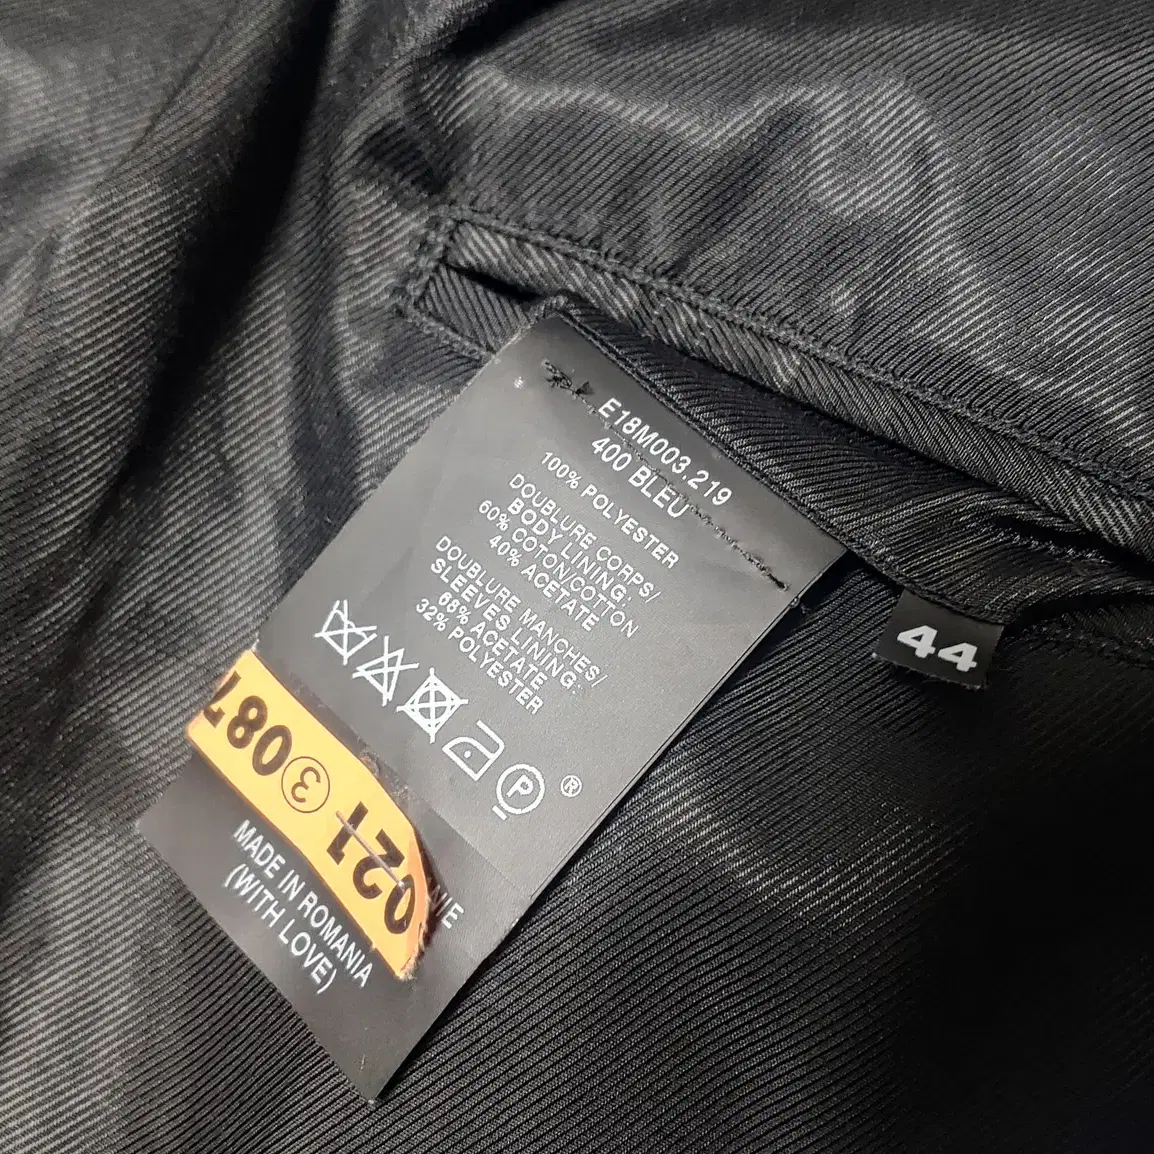 E18M003.219
400 BLEU
100% POLYESTER
DOUBLURE CORPS/
BODY LINING:
60% COTON/COTTON
40% ACETATE
DOUBLURE MANCHES/
SLEEVES LINING:
68% ACETATE
32% POLYESTER
P
®
021 3 087
MADE IN ROMANIA
(WITH LOVE)
44